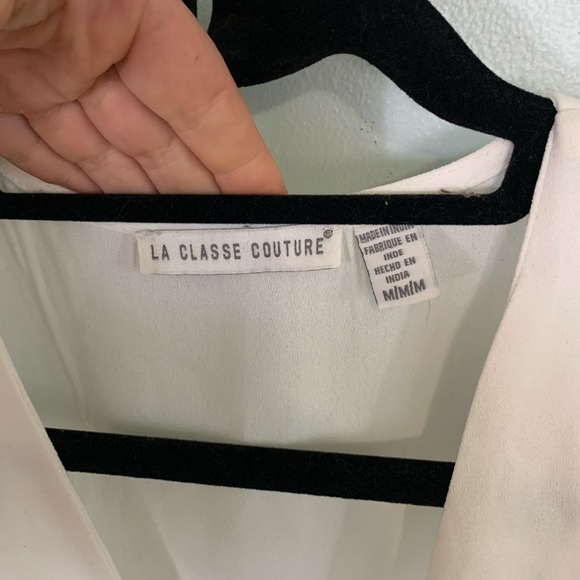 LA CLASSE COUTURE
MADE IN INDIA
FABRIQUE EN
INDE
HECHO EN
INDIA
M/M/M